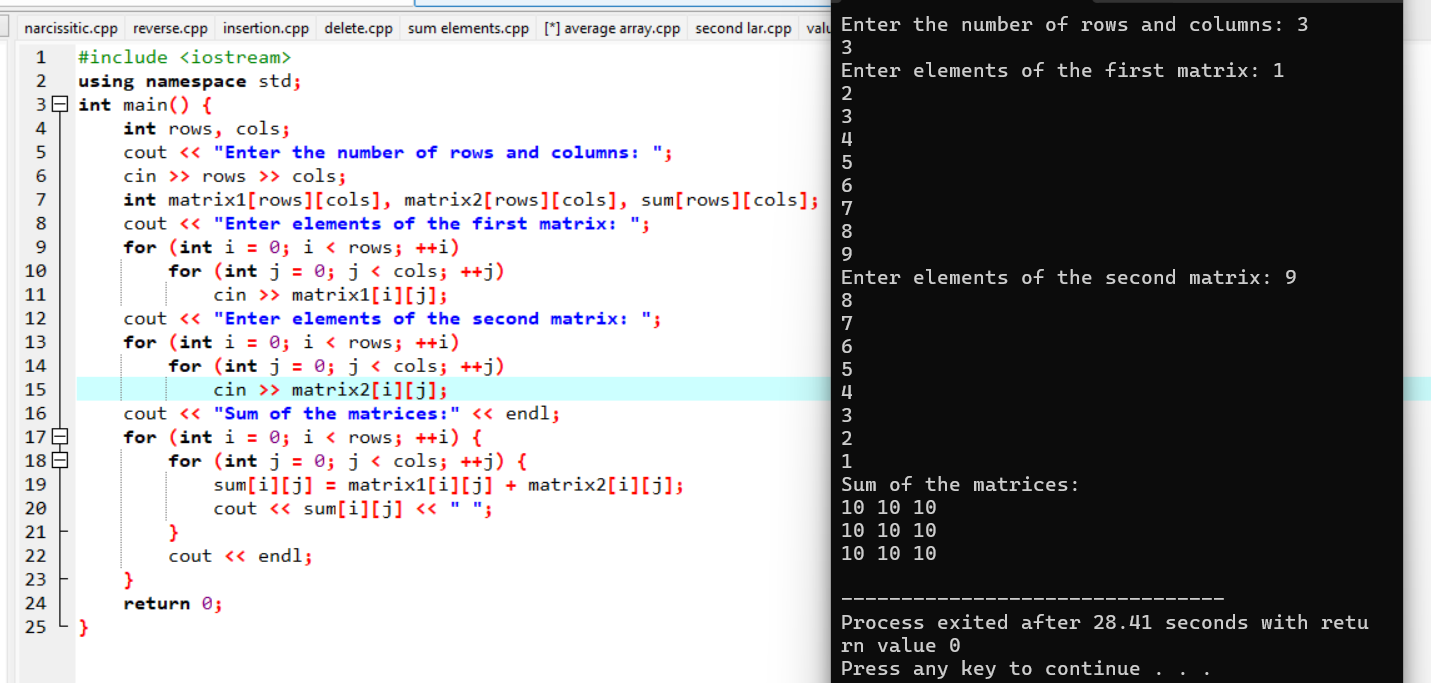 narcissitic.cpp reverse.cpp insertion.cpp delete.cpp sum elements.cpp [*] average array.cpp second lar.cpp
1 #include <iostream>
2 using namespace std;
3 int main() {
4 int rows, cols;
5 cout << "Enter the number of rows and columns: ";
6 cin >> rows >> cols;
7 int matrix1[rows][cols], matrix2[rows][cols], sum[rows][cols];
8 cout << "Enter elements of the first matrix: ";
9 for (int i = 0; i < rows; ++i)
10 for (int j = 0; j < cols; ++j)
11 cin >> matrix1[i][j];
12 cout << "Enter elements of the second matrix: ";
13 for (int i = 0; i < rows; ++i)
14 for (int j = 0; j < cols; ++j)
15 cin >> matrix2[i][j];
16 cout << "Sum of the matrices:" << endl;
17 for (int i = 0; i < rows; ++i) {
18 for (int j = 0; j < cols; ++j) {
19 sum[i][j] = matrix1[i][j] + matrix2[i][j];
20 cout << sum[i][j] << " ";
21 }
22 cout << endl;
23 }
24 return 0;
25 }
Enter the number of rows and columns: 3
3
Enter elements of the first matrix: 1
2
3
4
5
6
7
8
9
Enter elements of the second matrix: 9
8
7
6
5
4
3
2
1
Sum of the matrices:
10 10 10
10 10 10
10 10 10
--------------------------------
Process exited after 28.41 seconds with retu
rn value 0
Press any key to continue . . .